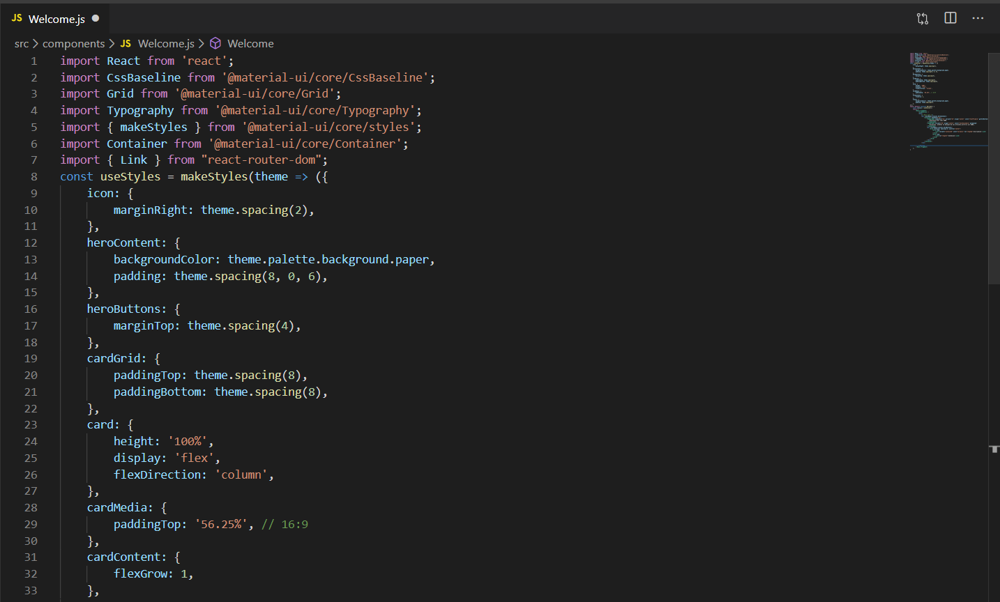 JS Welcome.js
src > components > JS Welcome.js > Welcome
1 import React from 'react';
2 import CssBaseline from '@material-ui/core/CssBaseline';
3 import Grid from '@material-ui/core/Grid';
4 import Typography from '@material-ui/core/Typography';
5 import { makeStyles } from '@material-ui/core/styles';
6 import Container from '@material-ui/core/Container';
7 import { Link } from "react-router-dom";
8 const useStyles = makeStyles(theme => ({
9     icon: {
10         marginRight: theme.spacing(2),
11     },
12     heroContent: {
13         backgroundColor: theme.palette.background.paper,
14         padding: theme.spacing(8, 0, 6),
15     },
16     heroButtons: {
17         marginTop: theme.spacing(4),
18     },
19     cardGrid: {
20         paddingTop: theme.spacing(8),
21         paddingBottom: theme.spacing(8),
22     },
23     card: {
24         height: '100%',
25         display: 'flex',
26         flexDirection: 'column',
27     },
28     cardMedia: {
29         paddingTop: '56.25%', // 16:9
30     },
31     cardContent: {
32         flexGrow: 1,
33     },